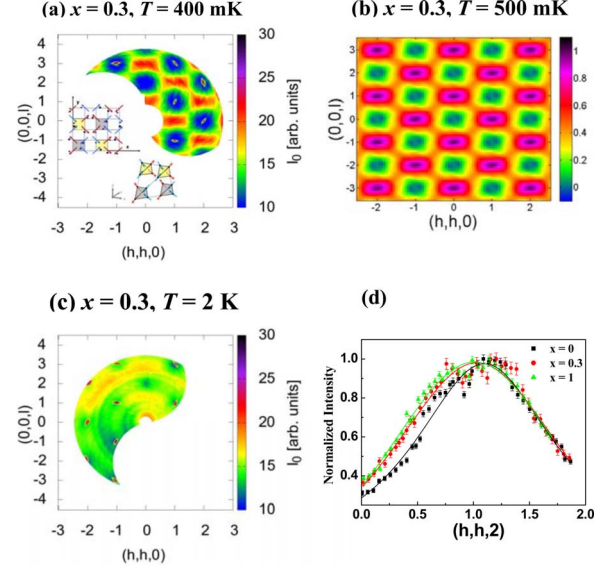 (a) x = 0.3, T = 400 mK
(b) x = 0.3, T = 500 mK
4
3
2
1
0
-1
-2
-3
-4
(0,0,l)
-3 -2 -1 0 1 2 3
(h,h,0)
30
25
20
15
10
I0 [arb. units]
3
2
1
0
-1
-2
-3
(0,0,l)
-2 -1 0 1 2
(h,h,0)
1
0.8
0.6
0.4
0.2
0
(c) x = 0.3, T = 2 K
(d)
4
3
2
1
0
-1
-2
-3
-4
(0,0,l)
-3 -2 -1 0 1 2 3
(h,h,0)
30
25
20
15
10
I0 [arb. units]
Normalized Intensity
1.0
0.8
0.6
0.4
x = 0
x = 0.3
x = 1
0.0 0.5 1.0 1.5 2.0
(h,h,2)